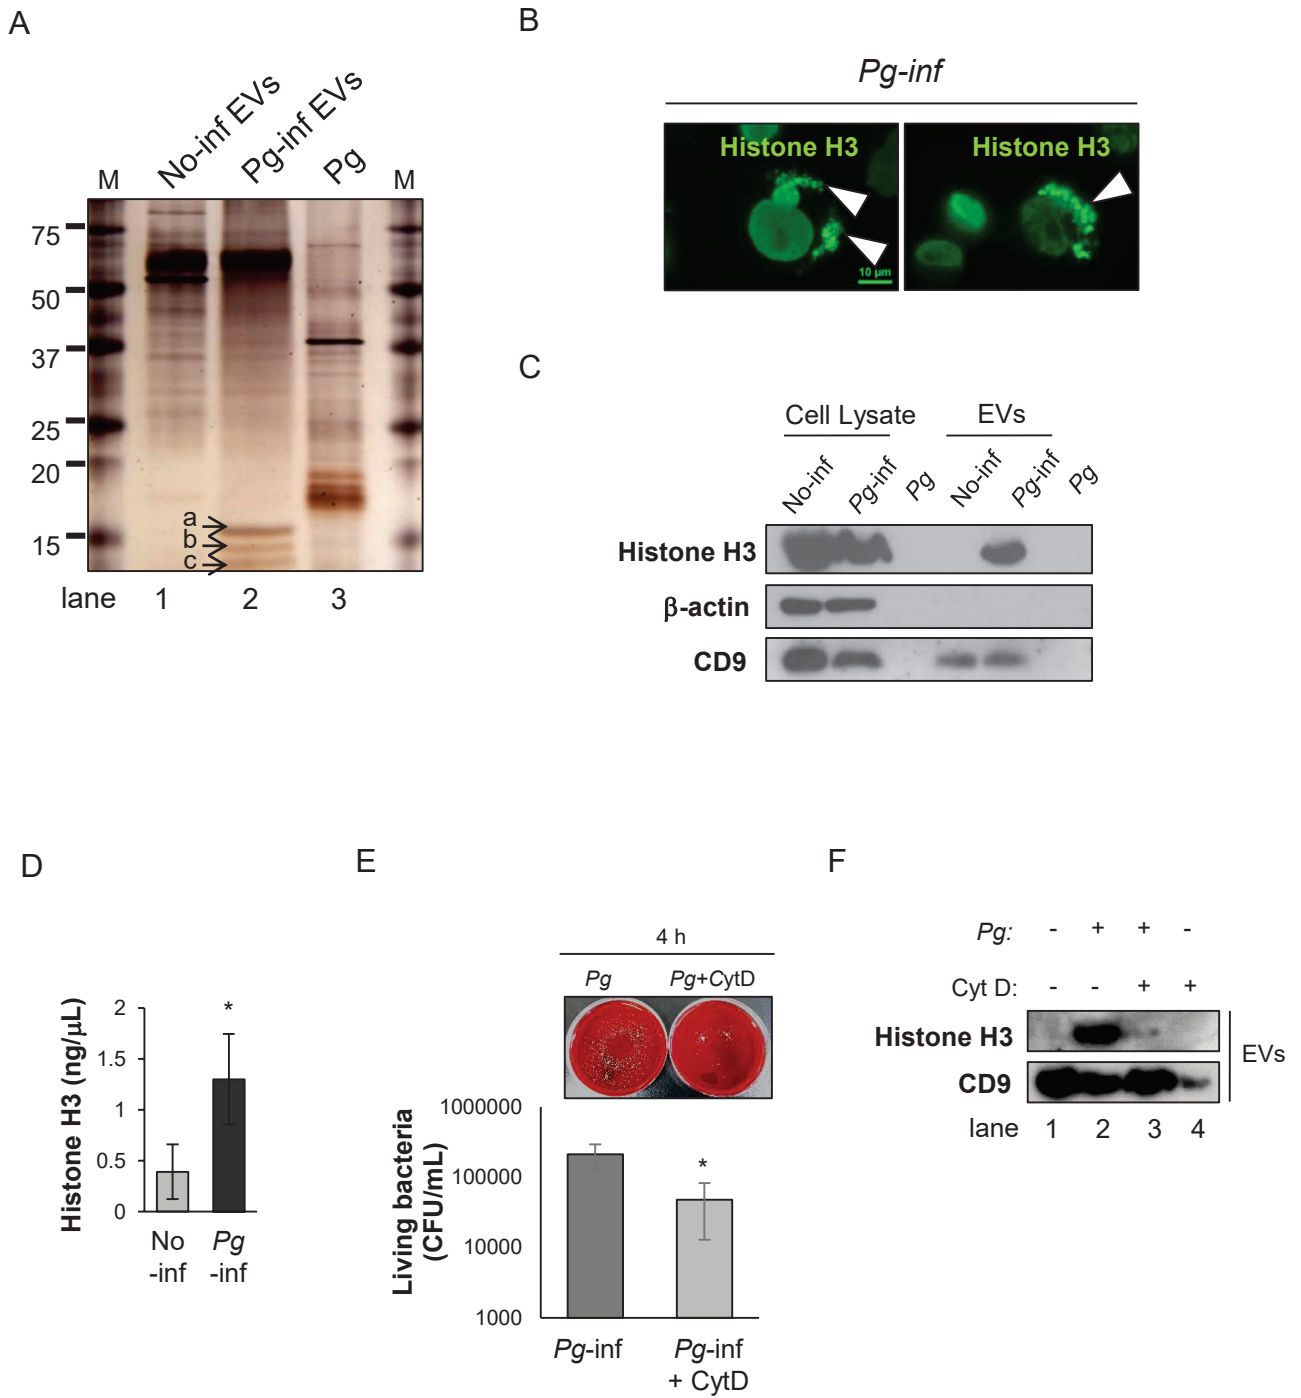 A
No-inf EVs
Pg-inf EVs
Pg
M
M
75
50
37
25
20
15
a
b
c
lane 1 2 3
B
Pg-inf
Histone H3
Histone H3
10 µm
C
Cell Lysate EVs
No-inf Pg-inf Pg No-inf Pg-inf Pg
Histone H3
β-actin
CD9
D
Histone H3 (ng/µL)
2
1.5
1
0.5
0
*
No
-inf
Pg
-inf
E
4 h
Pg Pg+CytD
Living bacteria
(CFU/mL)
1000000
100000
10000
1000
*
Pg-inf
Pg-inf
+ CytD
F
Pg: - + + -
Cyt D: - - + +
Histone H3
CD9
EVs
lane 1 2 3 4